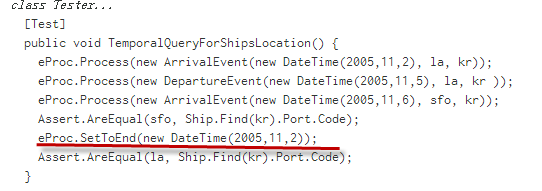 class Tester...
[Test]
public void TemporalQueryForShipsLocation() {
eProc.Process(new ArrivalEvent(new DateTime(2005,11,2), la, kr));
eProc.Process(new DepartureEvent(new DateTime(2005,11,5), la, kr ));
eProc.Process(new ArrivalEvent(new DateTime(2005,11,6), sfo, kr));
Assert.AreEqual(sfo, Ship.Find(kr).Port.Code);
eProc.SetToEnd(new DateTime(2005,11,2));
Assert.AreEqual(la, Ship.Find(kr).Port.Code);
}